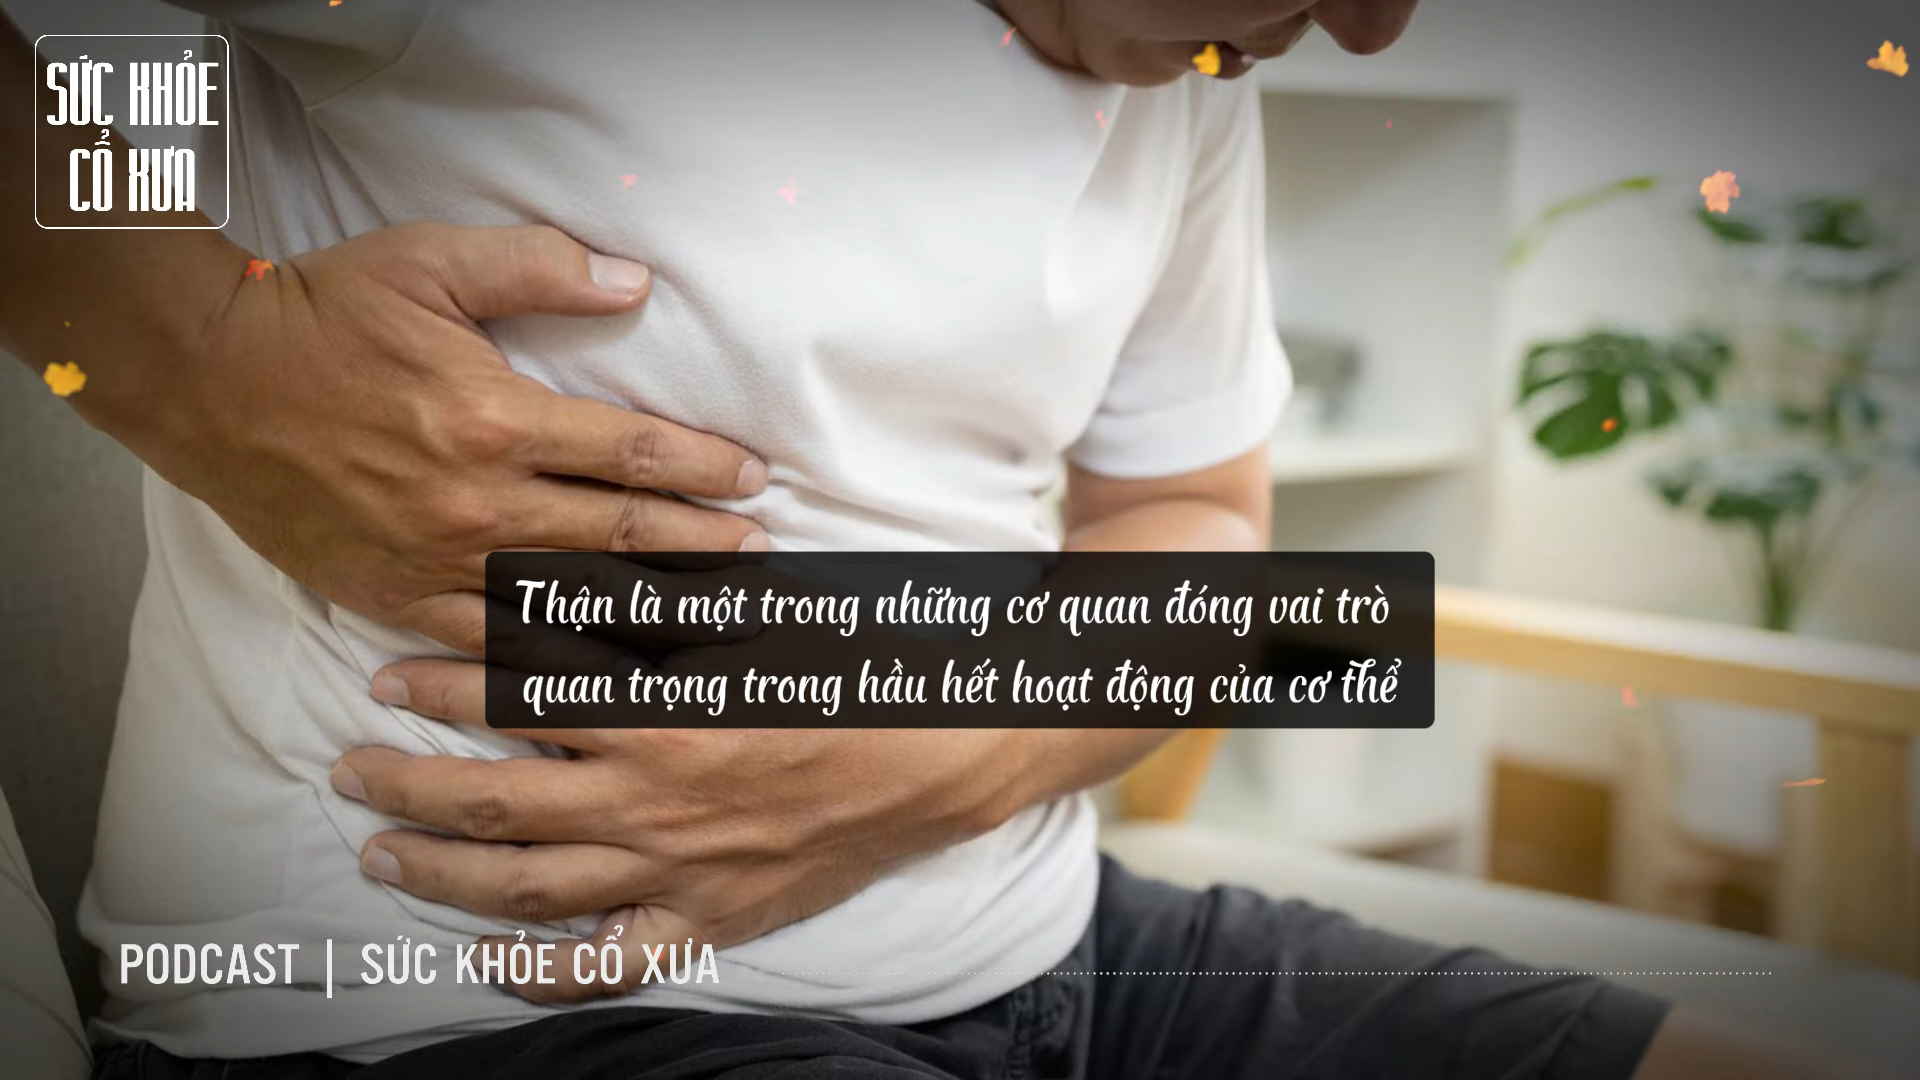 SỨC KHỎE
CỔ XƯA
Thận là một trong những cơ quan đóng vai trò
quan trọng trong hầu hết hoạt động của cơ thể
PODCAST | SỨC KHỎE CỔ XƯA